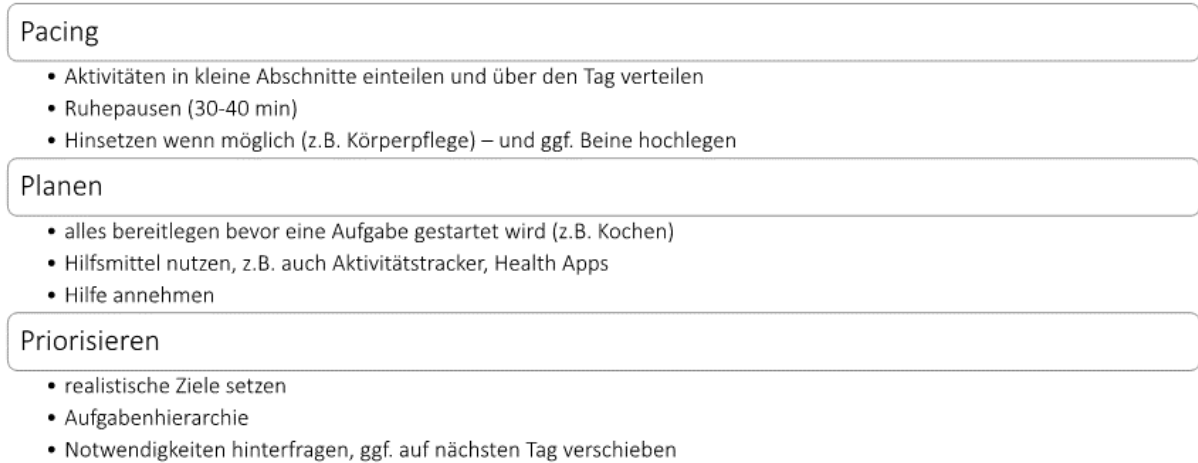 Pacing
• Aktivitäten in kleine Abschnitte einteilen und über den Tag verteilen
• Ruhepausen (30-40 min)
• Hinsetzen wenn möglich (z.B. Körperpflege) – und ggf. Beine hochlegen
Planen
• alles bereitlegen bevor eine Aufgabe gestartet wird (z.B. Kochen)
• Hilfsmittel nutzen, z.B. auch Aktivitätstracker, Health Apps
• Hilfe annehmen
Priorisieren
• realistische Ziele setzen
• Aufgabenhierarchie
• Notwendigkeiten hinterfragen, ggf. auf nächsten Tag verschieben